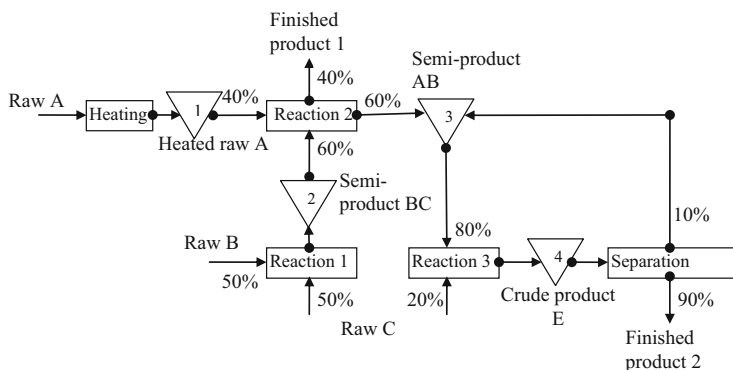 Finished
product 1
Semi-product
AB
40%
40%
60%
Raw A
Heating
1
Reaction 2
3
Heated raw A
60%
2
Semi-
product BC
10%
80%
Raw B
Reaction 1
Reaction 3
4
Separation
50%
50%
20%
Crude product
E
90%
Raw C
Finished
product 2